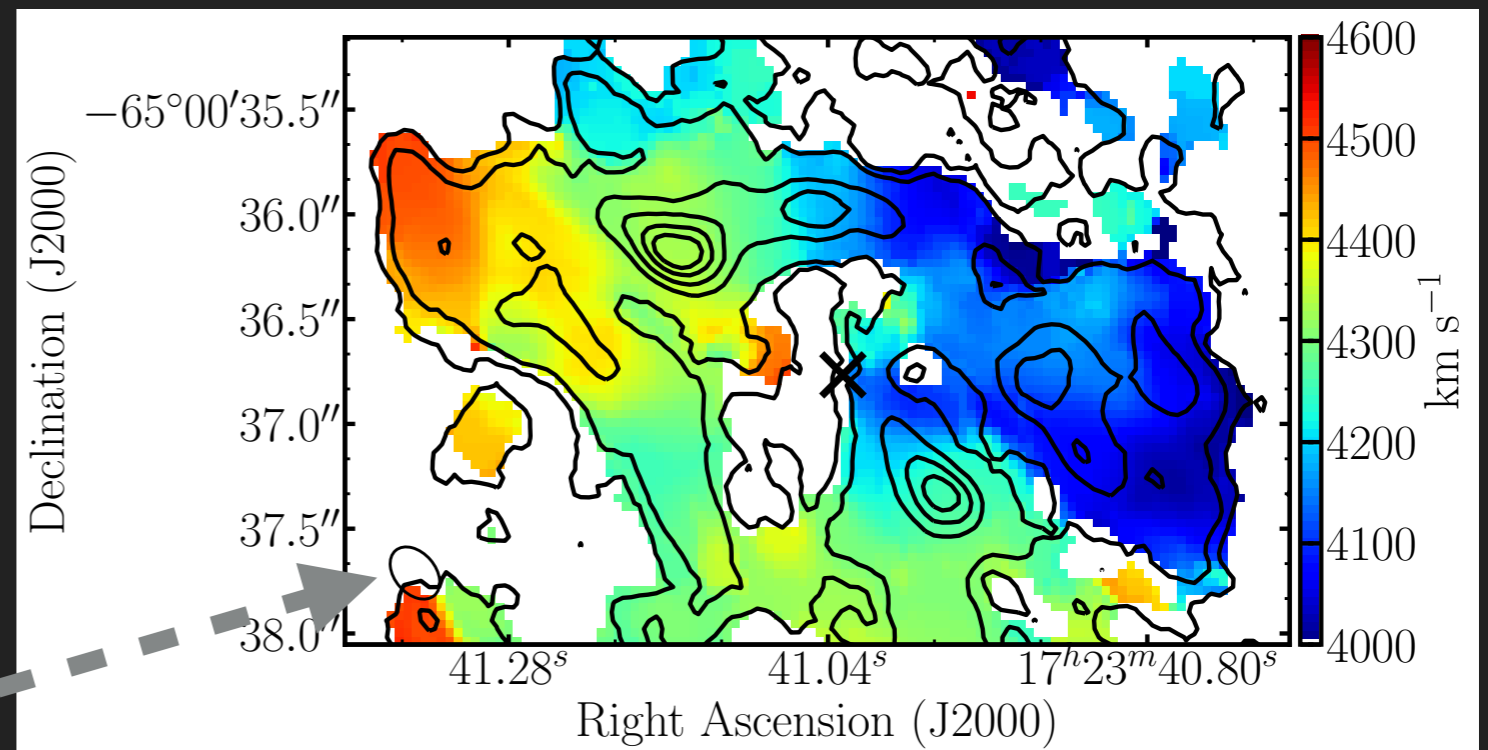 −65°00′35.5″
36.0″
36.5″
37.0″
37.5″
38.0″
Declination (J2000)
41.28ˢ
41.04ˢ
17ʰ23ᵐ40.80ˢ
Right Ascension (J2000)
4600
4500
4400
4300
4200
4100
4000
km s⁻¹